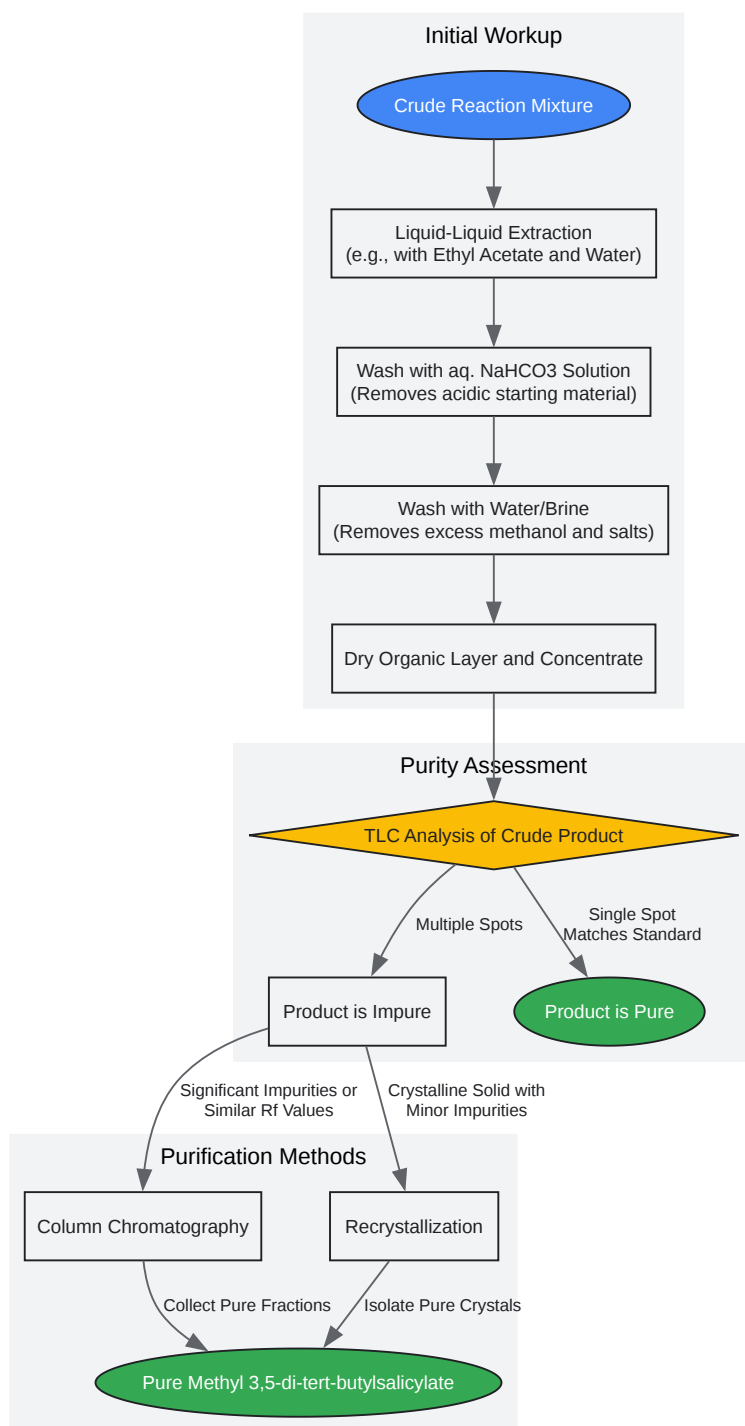 Initial Workup
Crude Reaction Mixture
Liquid-Liquid Extraction
(e.g., with Ethyl Acetate and Water)
Wash with aq. NaHCO3 Solution
(Removes acidic starting material)
Wash with Water/Brine
(Removes excess methanol and salts)
Dry Organic Layer and Concentrate
Purity Assessment
TLC Analysis of Crude Product
Multiple Spots
Single Spot
Matches Standard
Product is Impure
Product is Pure
Significant Impurities or
Similar Rf Values
Crystalline Solid with
Minor Impurities
Purification Methods
Column Chromatography
Recrystallization
Collect Pure Fractions
Isolate Pure Crystals
Pure Methyl 3,5-di-tert-butylsalicylate